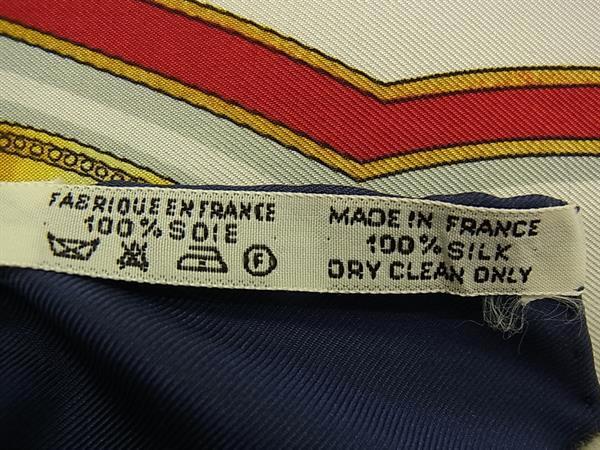 FABRIQUE EN FRANCE
100% SOIE
F
MADE IN FRANCE
100% SILK
DRY CLEAN ONLY